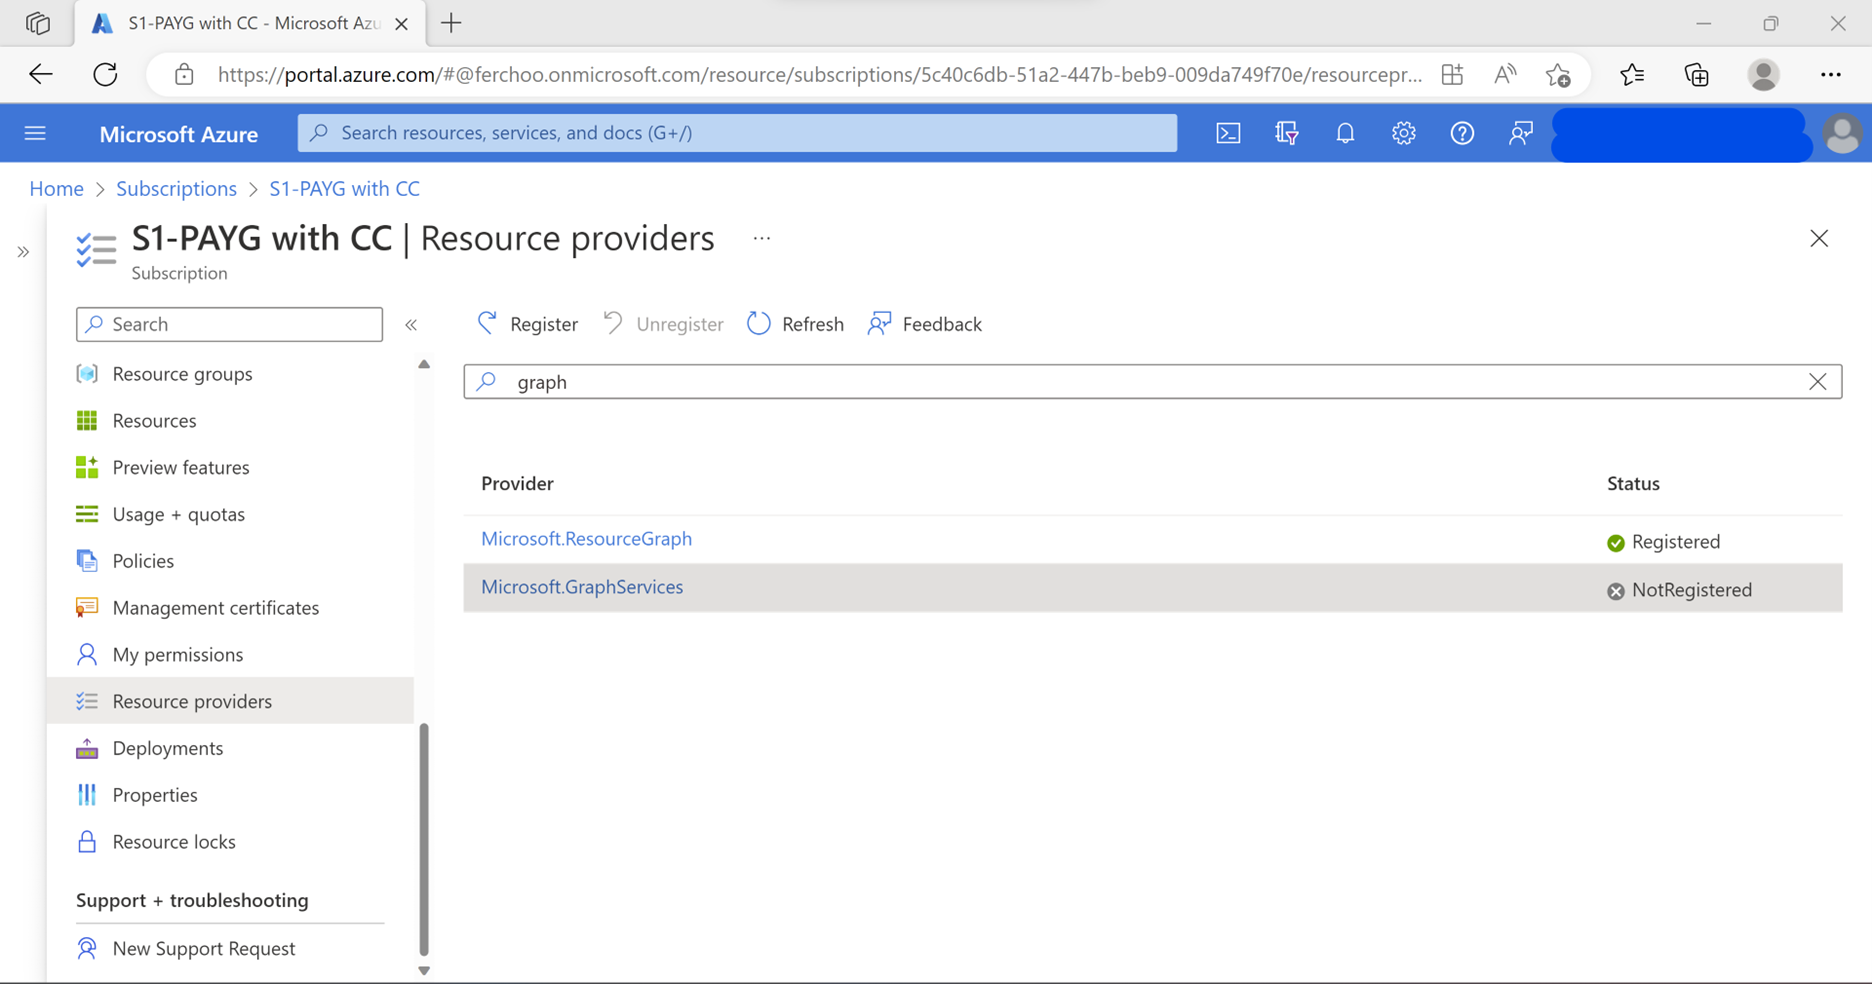 S1-PAYG with CC - Microsoft Azu
https://portal.azure.com/#@ferchoo.onmicrosoft.com/resource/subscriptions/5c40c6db-51a2-447b-beb9-009da749f70e/resourcepr...
Microsoft Azure
Search resources, services, and docs (G+/)
Home > Subscriptions > S1-PAYG with CC
S1-PAYG with CC | Resource providers ...
Subscription
Search
Register
Unregister
Refresh
Feedback
graph
Resource groups
Resources
Preview features
Usage + quotas
Policies
Management certificates
My permissions
Resource providers
Deployments
Properties
Resource locks
Support + troubleshooting
New Support Request
Provider Status
Microsoft.ResourceGraph Registered
Microsoft.GraphServices NotRegistered